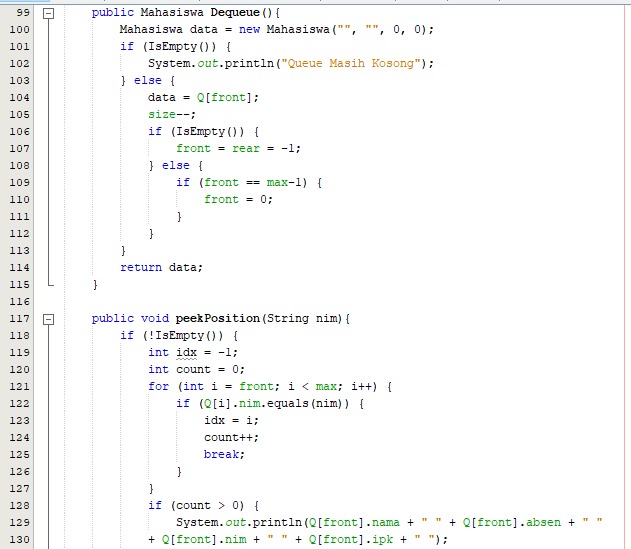 99 public Mahasiswa Dequeue(){
100 Mahasiswa data = new Mahasiswa("", "", 0, 0);
101 if (IsEmpty()) {
102 System.out.println("Queue Masih Kosong");
103 } else {
104 data = Q[front];
105 size--;
106 if (IsEmpty()) {
107 front = rear = -1;
108 } else {
109 if (front == max-1) {
110 front = 0;
111 }
112 }
113 }
114 return data;
115 }
116
117 public void peekPosition(String nim){
118 if (!IsEmpty()) {
119 int idx = -1;
120 int count = 0;
121 for (int i = front; i < max; i++) {
122 if (Q[i].nim.equals(nim)) {
123 idx = i;
124 count++;
125 break;
126 }
127 }
128 if (count > 0) {
129 System.out.println(Q[front].nama + " " + Q[front].absen + " "
130 + Q[front].nim + " " + Q[front].ipk + " ");